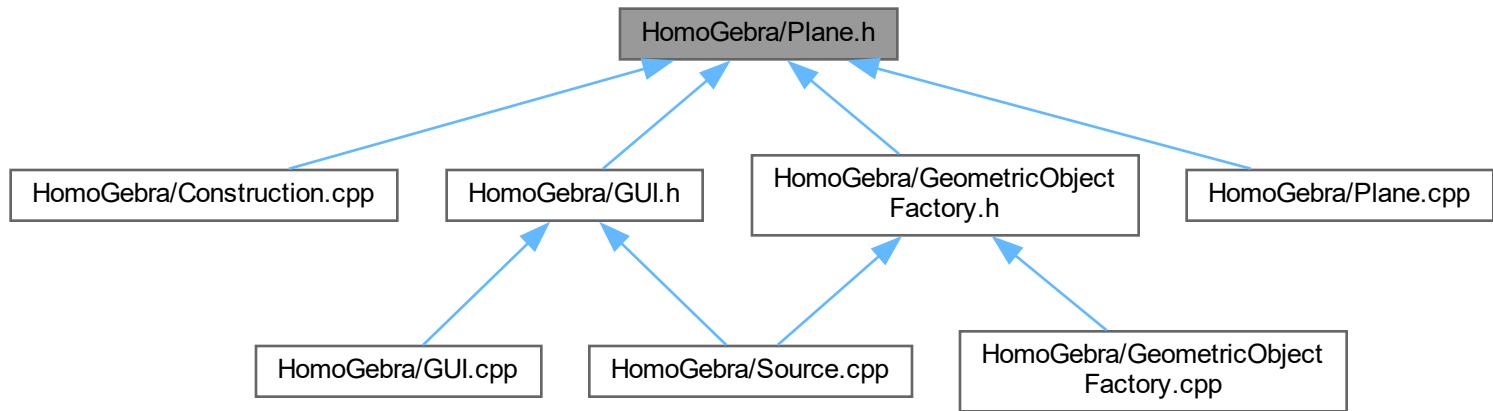 HomoGebra/Plane.h
HomoGebra/Construction.cpp
HomoGebra/GUI.h
HomoGebra/GeometricObject
Factory.h
HomoGebra/Plane.cpp
HomoGebra/GUI.cpp
HomoGebra/Source.cpp
HomoGebra/GeometricObject
Factory.cpp